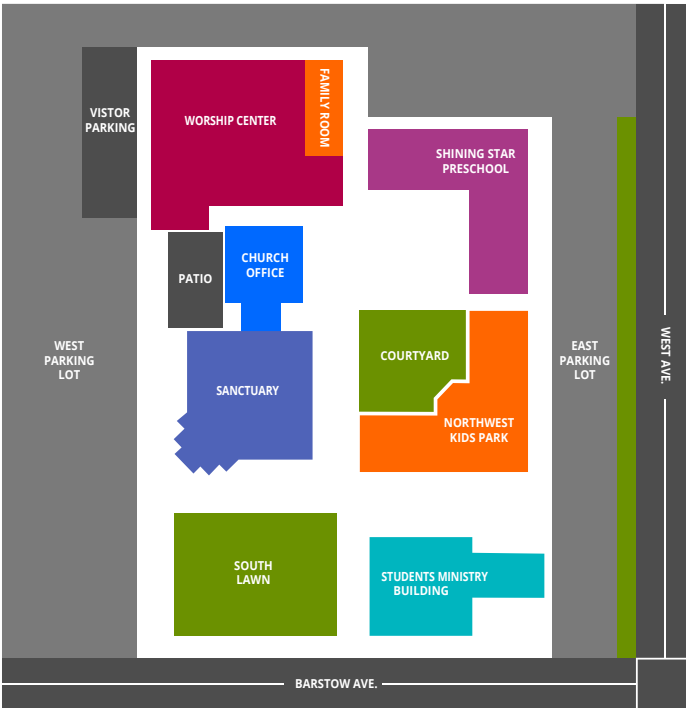 VISTOR
PARKING
WORSHIP CENTER
FAMILY ROOM
SHINING STAR
PRESCHOOL
CHURCH
OFFICE
PATIO
WEST
PARKING
LOT
SANCTUARY
COURTYARD
EAST
PARKING
LOT
WEST AVE.
NORTHWEST
KIDS PARK
SOUTH
LAWN
STUDENTS MINISTRY
BUILDING
BARSTOW AVE.